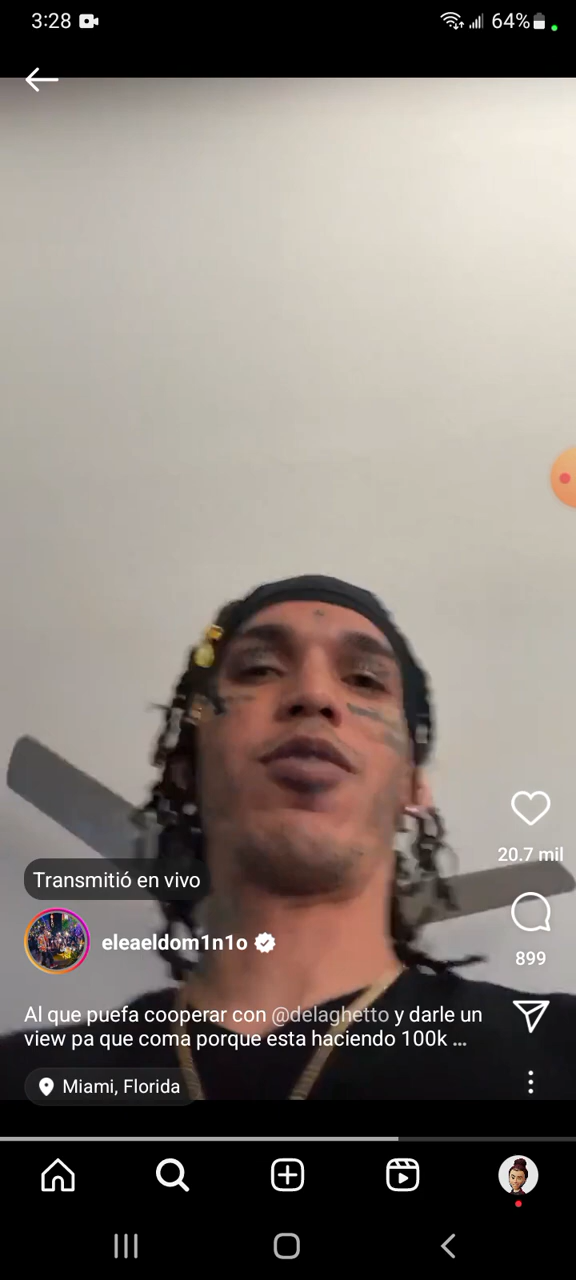 3:28
64%
20.7 mil
Transmitió en vivo
eleaeldom1n1o
899
Al que puefa cooperar con @delaghetto y darle un
view pa que coma porque esta haciendo 100k ...
Miami, Florida